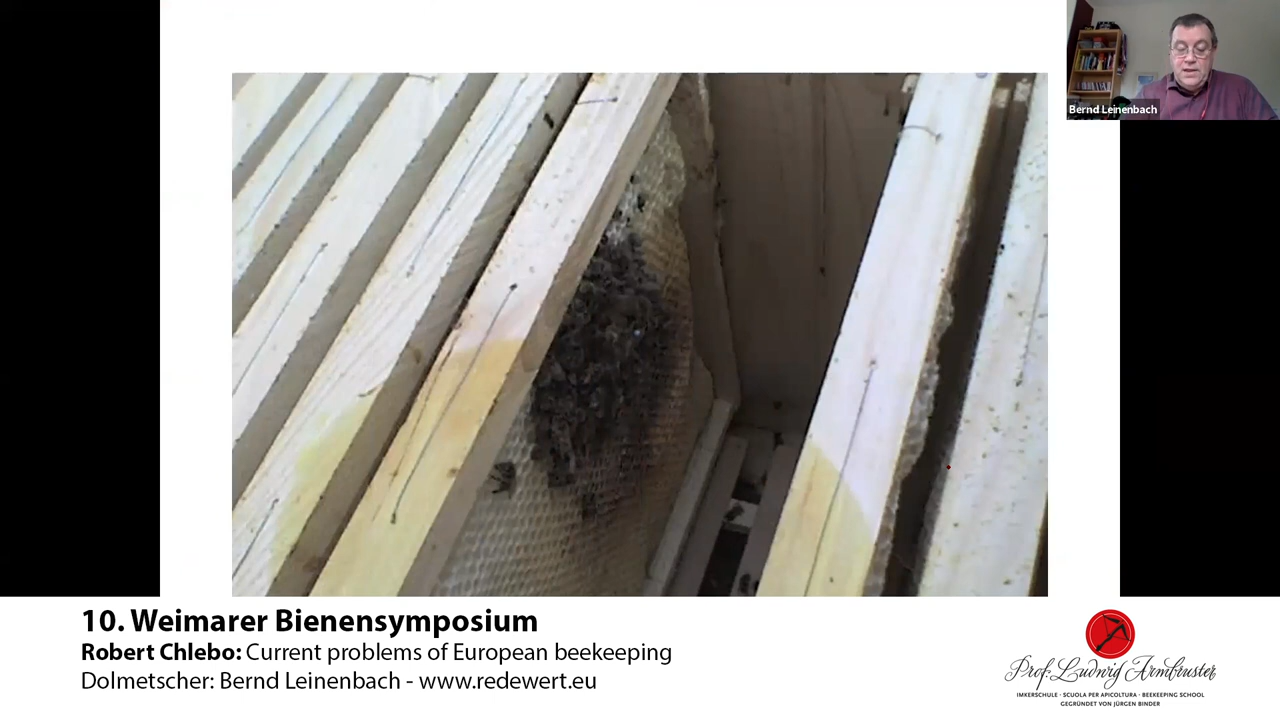 Bernd Leinenbach
10. Weimarer Bienensymposium
Robert Chlebo: Current problems of European beekeeping
Dolmetscher: Bernd Leinenbach - www.redewert.eu
Prof. Ludwig Armbruster
IMKERSCHULE · SCUOLA PER APICOLTURA · BEEKEEPING SCHOOL
GEGRÜNDET VON JÜRGEN BINDER